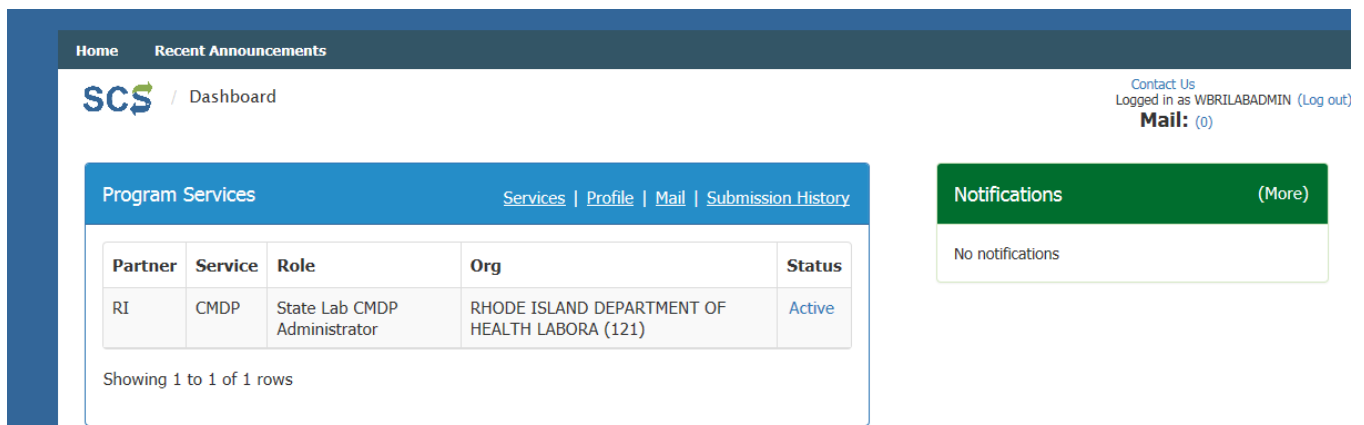 Home Recent Announcements
SCS / Dashboard
Contact Us
Logged in as WBRILABADMIN (Log out)
Mail: (0)
Program Services
Services | Profile | Mail | Submission History
Partner Service Role Org Status
RI CMDP State Lab CMDP Administrator RHODE ISLAND DEPARTMENT OF HEALTH LABORA (121) Active
Showing 1 to 1 of 1 rows
Notifications (More)
No notifications